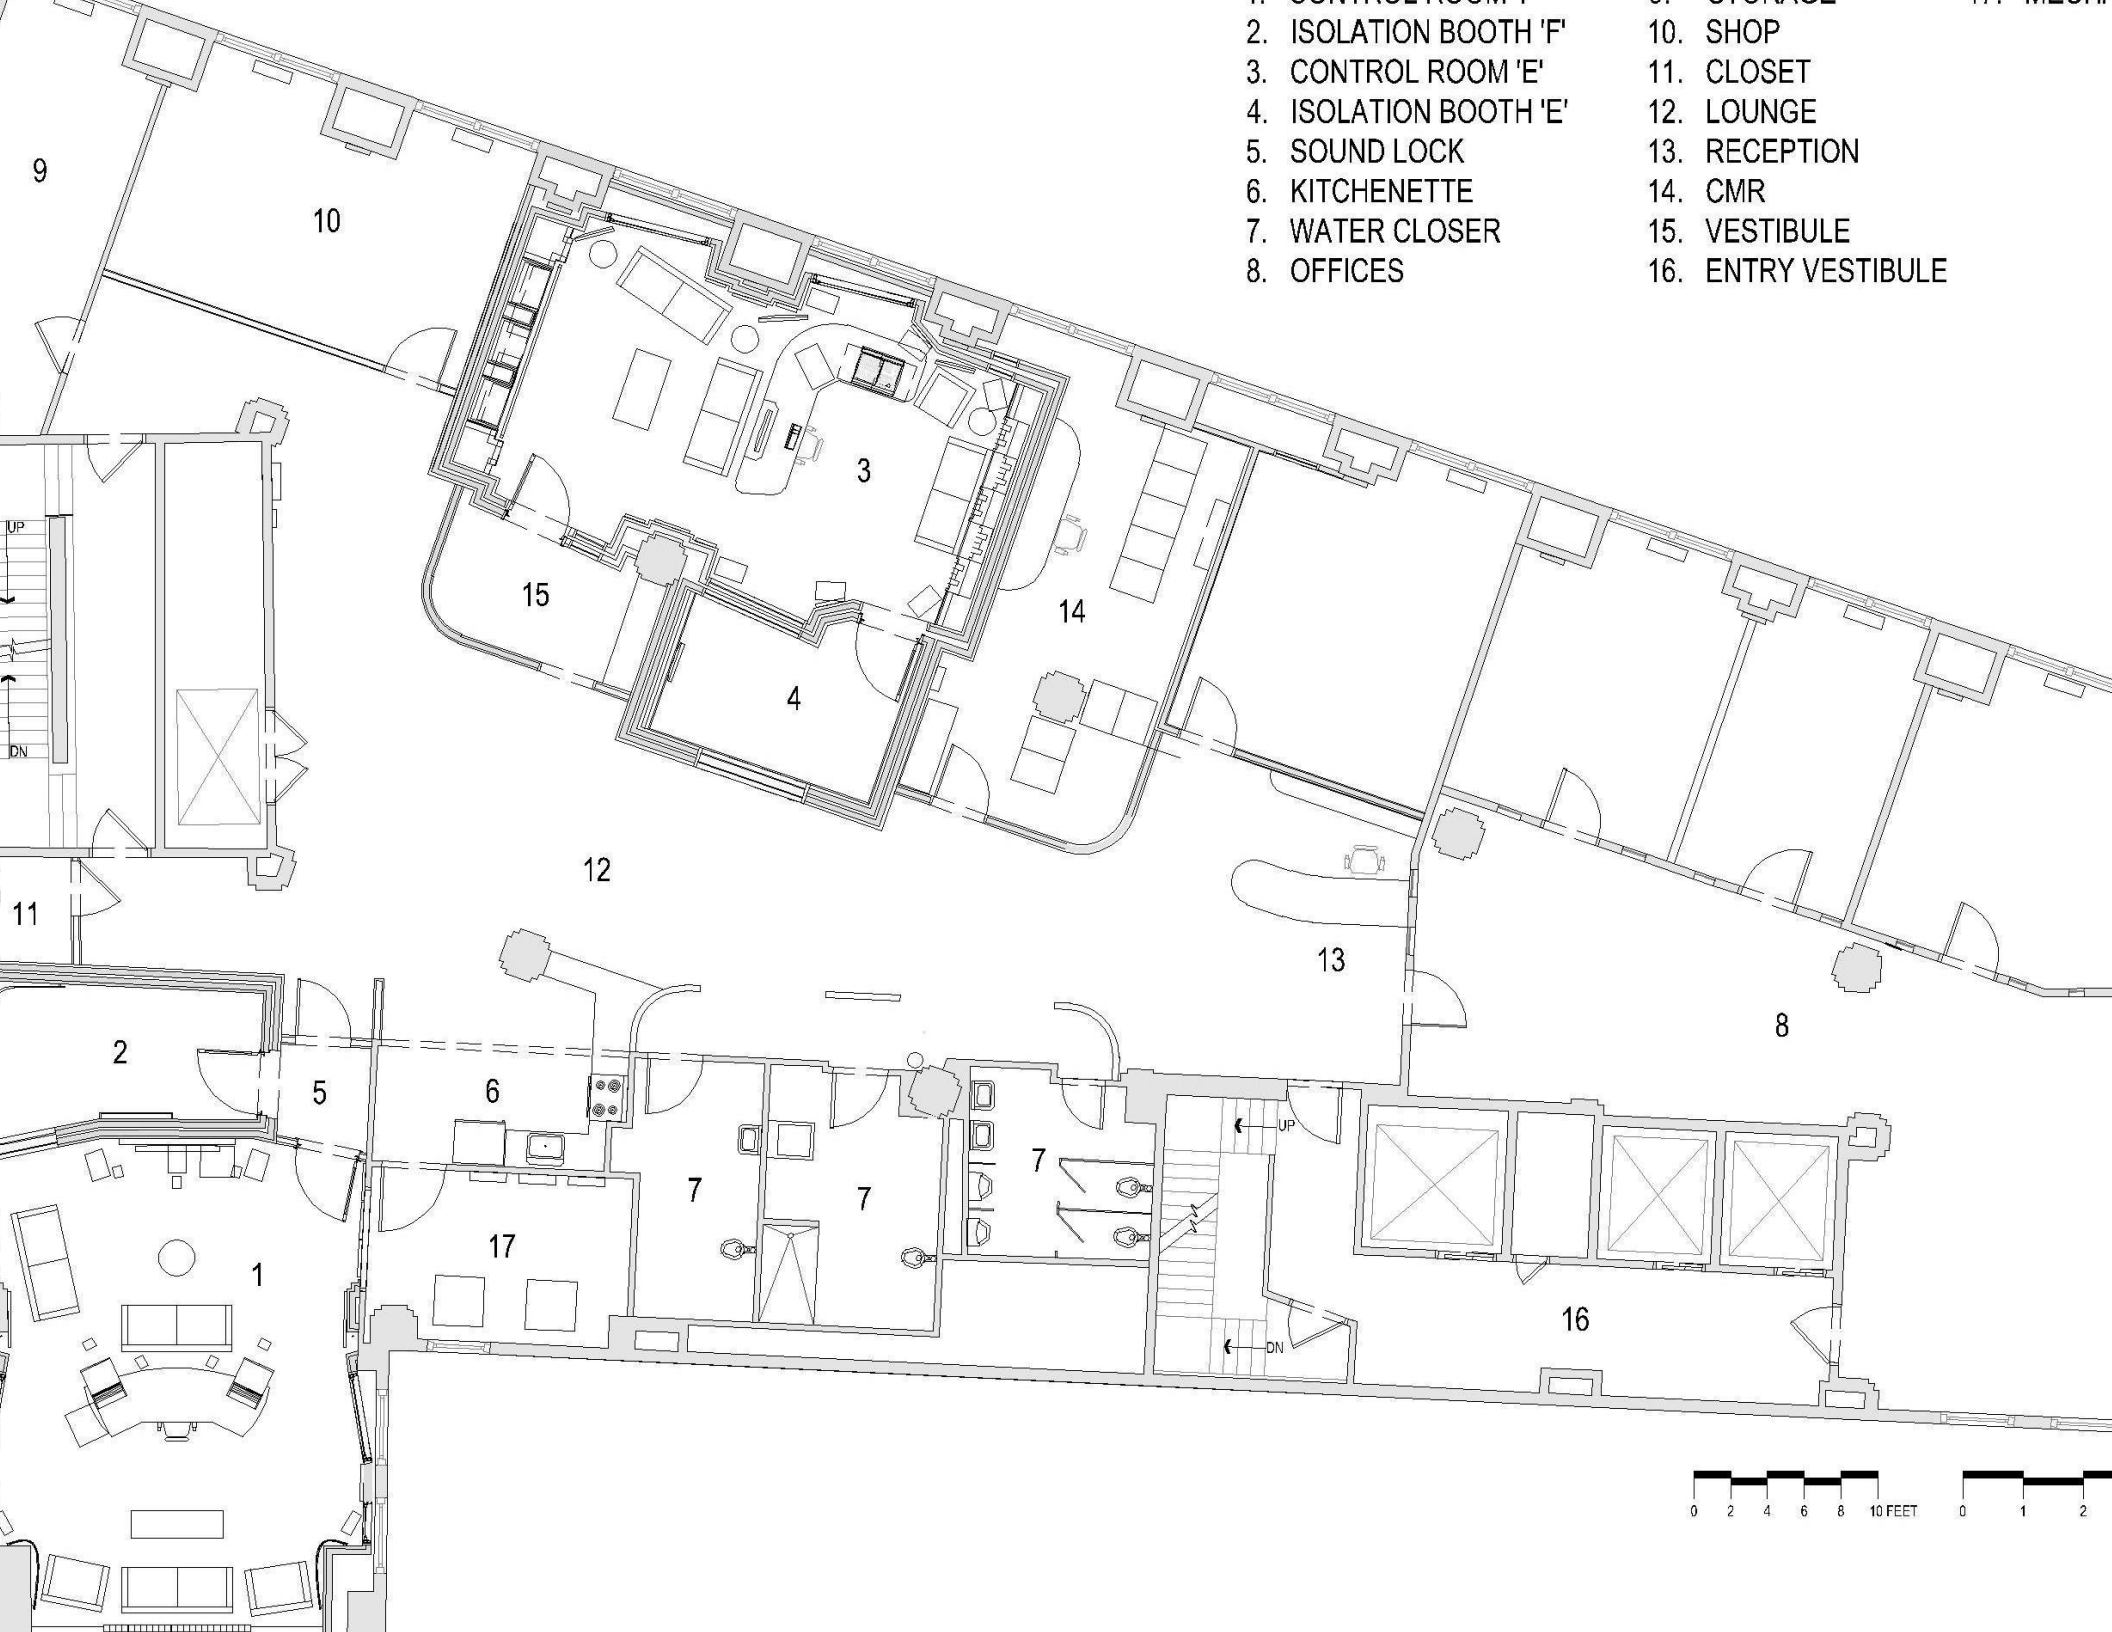 2. ISOLATION BOOTH 'F'
3. CONTROL ROOM 'E'
4. ISOLATION BOOTH 'E'
5. SOUND LOCK
6. KITCHENETTE
7. WATER CLOSER
8. OFFICES
10. SHOP
11. CLOSET
12. LOUNGE
13. RECEPTION
14. CMR
15. VESTIBULE
16. ENTRY VESTIBULE
9
10
3
UP
15
14
4
DN
12
11
13
8
2
5
6
UP
7
7
7
17
1
16
DN
0 2 4 6 8 10 FEET
0 1 2